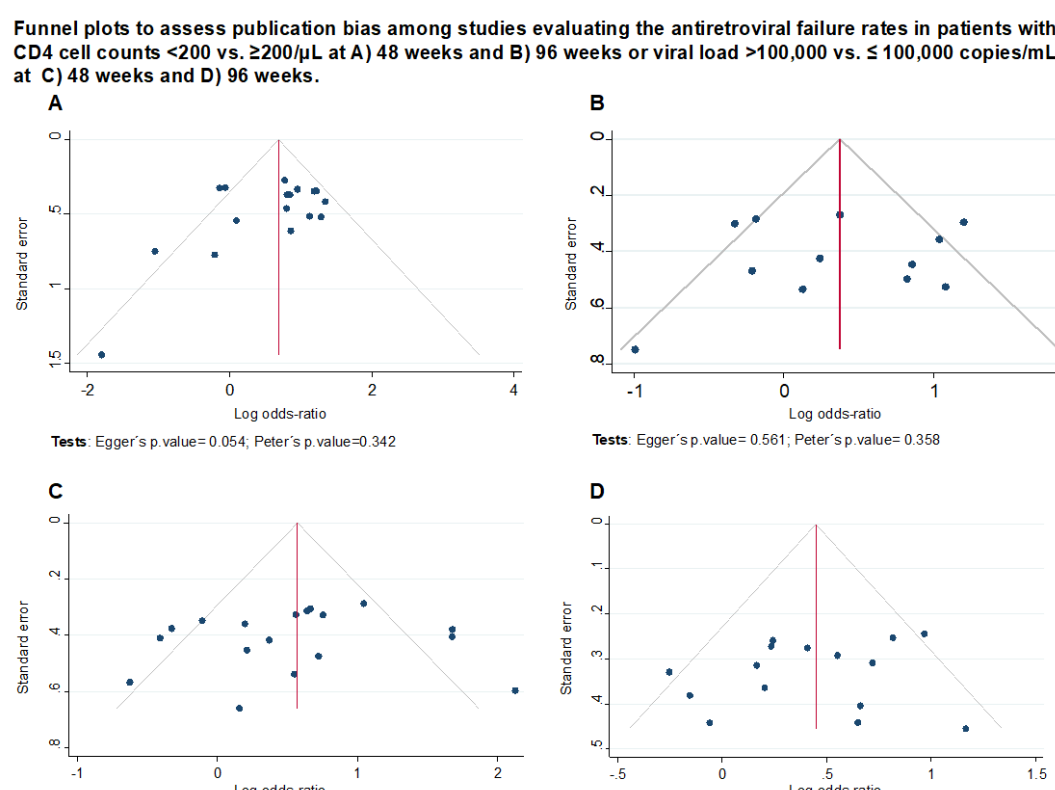 Funnel plots to assess publication bias among studies evaluating the antiretroviral failure rates in patients with
CD4 cell counts <200 vs. ≥200/µL at A) 48 weeks and B) 96 weeks or viral load >100,000 vs. ≤ 100,000 copies/mL
at C) 48 weeks and D) 96 weeks.
A
0
.5
1
1.5
Standard error
-2
0
2
4
Log odds-ratio
Tests: Egger´s p.value= 0.054; Peter´s p.value=0.342
B
0
.2
.4
.6
.8
Standard error
-1
0
1
Log odds-ratio
Tests: Egger´s p.value= 0.561; Peter´s p.value= 0.358
C
0
.2
.4
.6
.8
Standard error
-1
0
1
2
Log odds-ratio
D
0
.1
.2
.3
.4
.5
Standard error
-.5
0
.5
1
1.5
Log odds-ratio